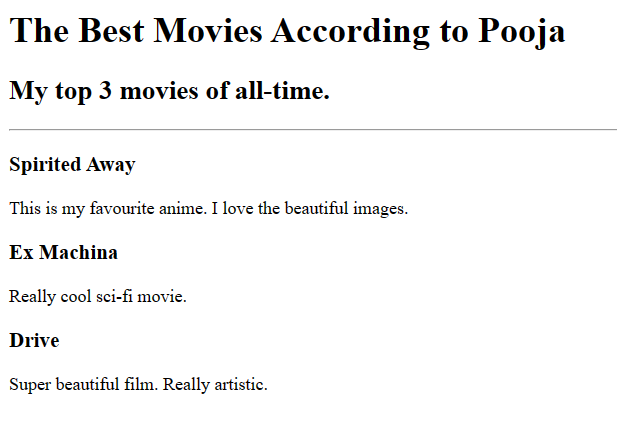 The Best Movies According to Pooja
My top 3 movies of all-time.
Spirited Away
This is my favourite anime. I love the beautiful images.
Ex Machina
Really cool sci-fi movie.
Drive
Super beautiful film. Really artistic.